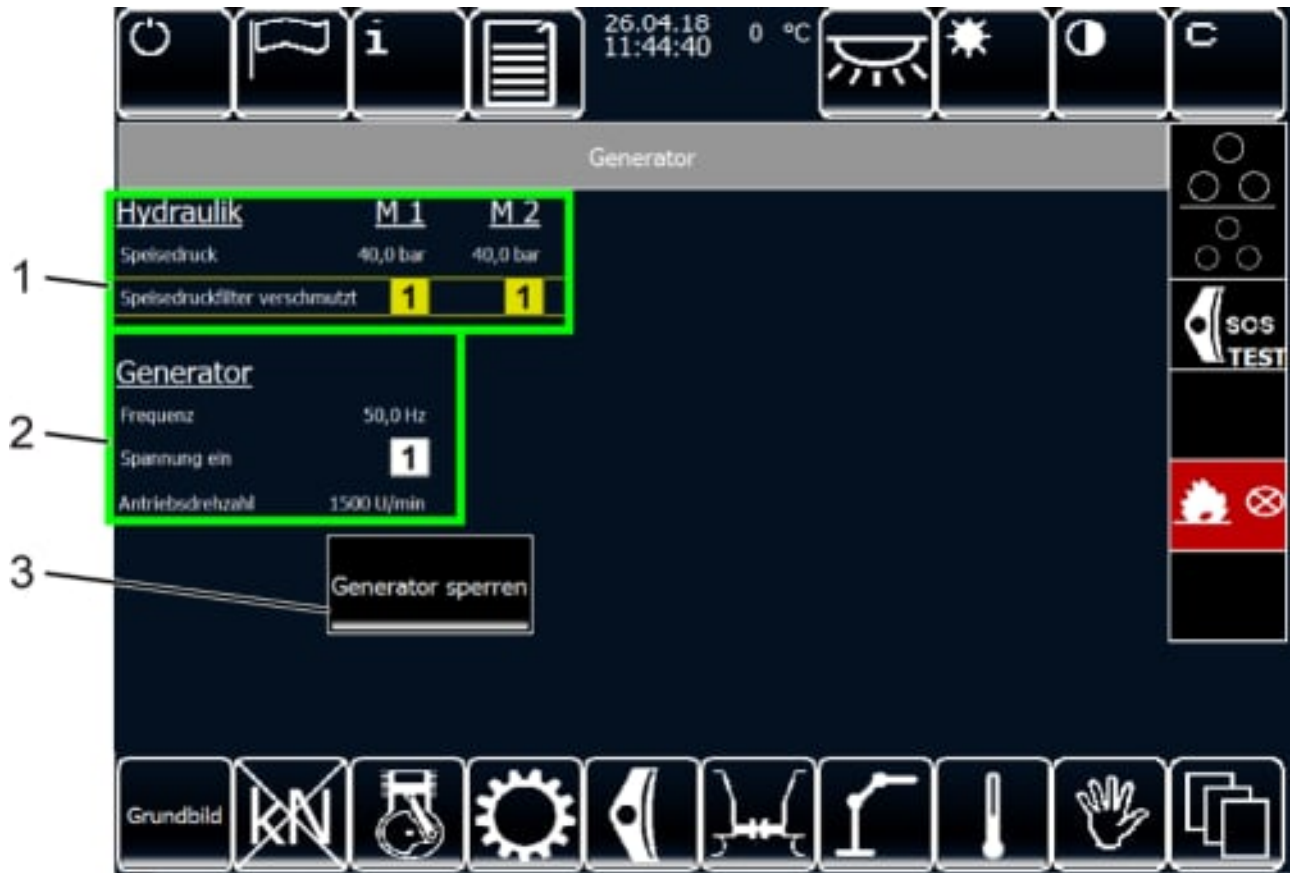 i
26.04.18
11:44:40
0 °C
C
Generator
Hydraulik M 1 M 2
Speisedruck 40,0 bar 40,0 bar
Speisedruckfilter verschmutzt 1 1
Generator
Frequenz 50,0 Hz
Spannung ein 1
Antriebsdrehzahl 1500 U/min
Generator sperren
SOS
TEST
1
2
3
Grundbild
kN